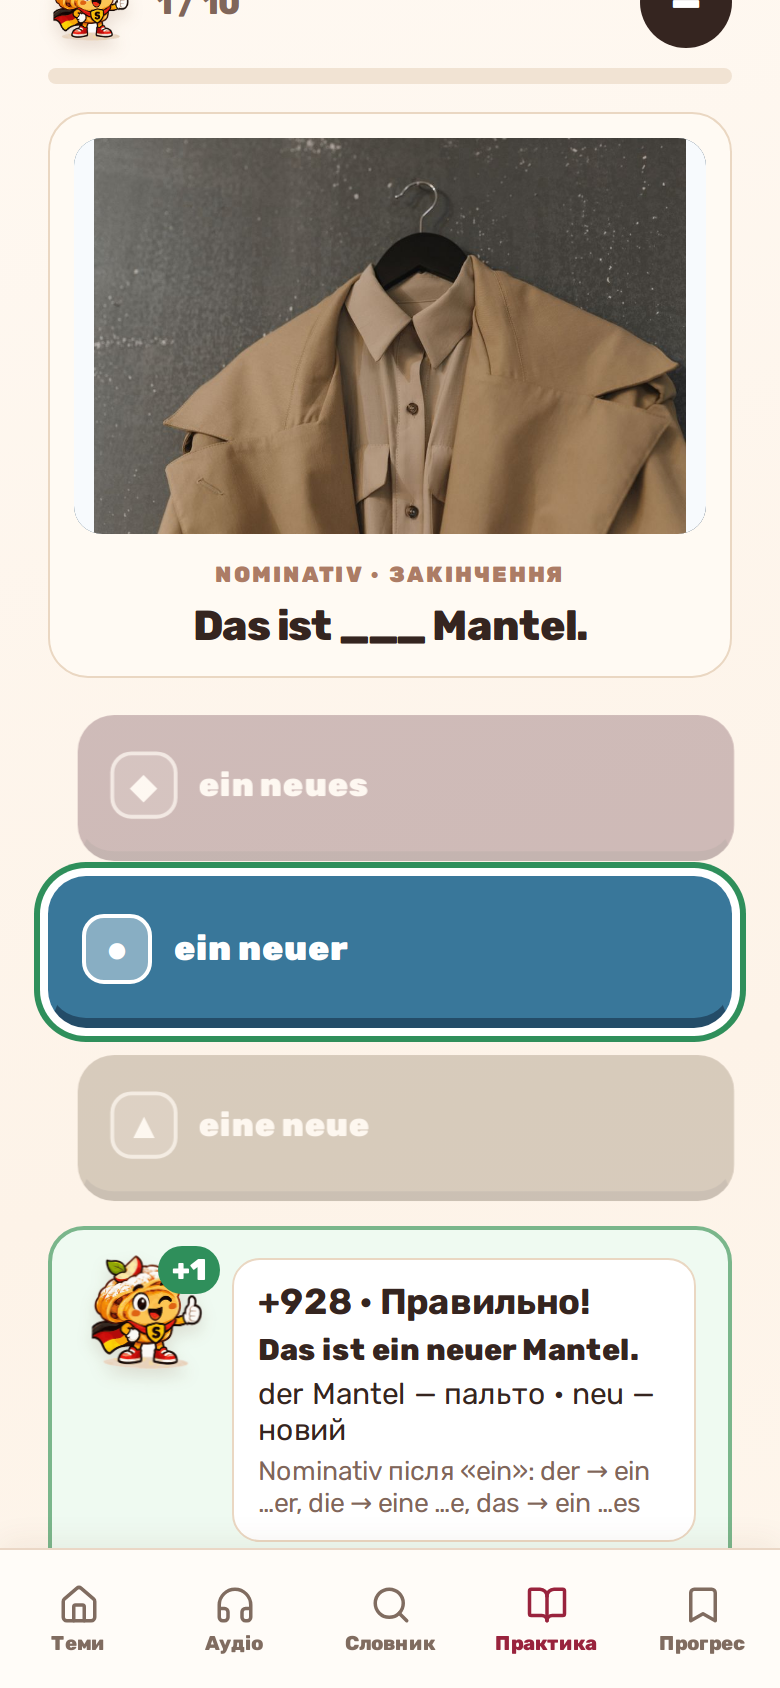 1 / 10
NOMINATIV • ЗАКІНЧЕННЯ
Das ist ___ Mantel.
ein neues
ein neuer
eine neue
+1
+928 • Правильно!
Das ist ein neuer Mantel.
der Mantel — пальто • neu —
новий
Nominativ після «ein»: der → ein
…er, die → eine …e, das → ein …es
Теми
Аудіо
Словник
Практика
Прогрес